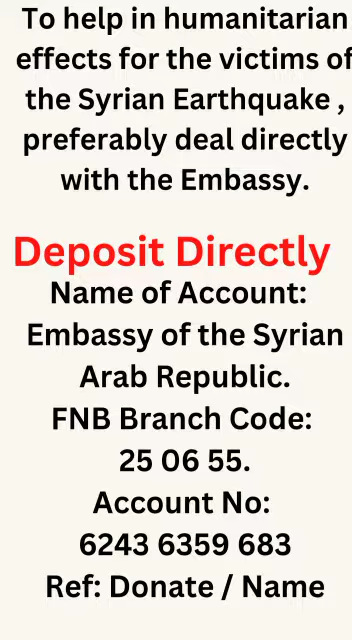 To help in humanitarian
effects for the victims of
the Syrian Earthquake ,
preferably deal directly
with the Embassy.
Deposit Directly
Name of Account:
Embassy of the Syrian
Arab Republic.
FNB Branch Code:
25 06 55.
Account No:
6243 6359 683
Ref: Donate / Name